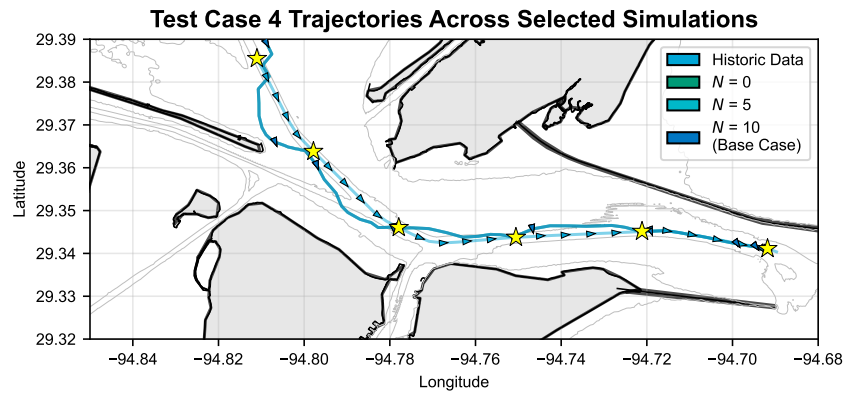 Test Case 4 Trajectories Across Selected Simulations
29.39
29.38
29.37
29.36
29.35
29.34
29.33
29.32
Latitude
Historic Data
N = 0
N = 5
N = 10
(Base Case)
−94.84
−94.82
−94.80
−94.78
−94.76
−94.74
−94.72
−94.70
−94.68
Longitude